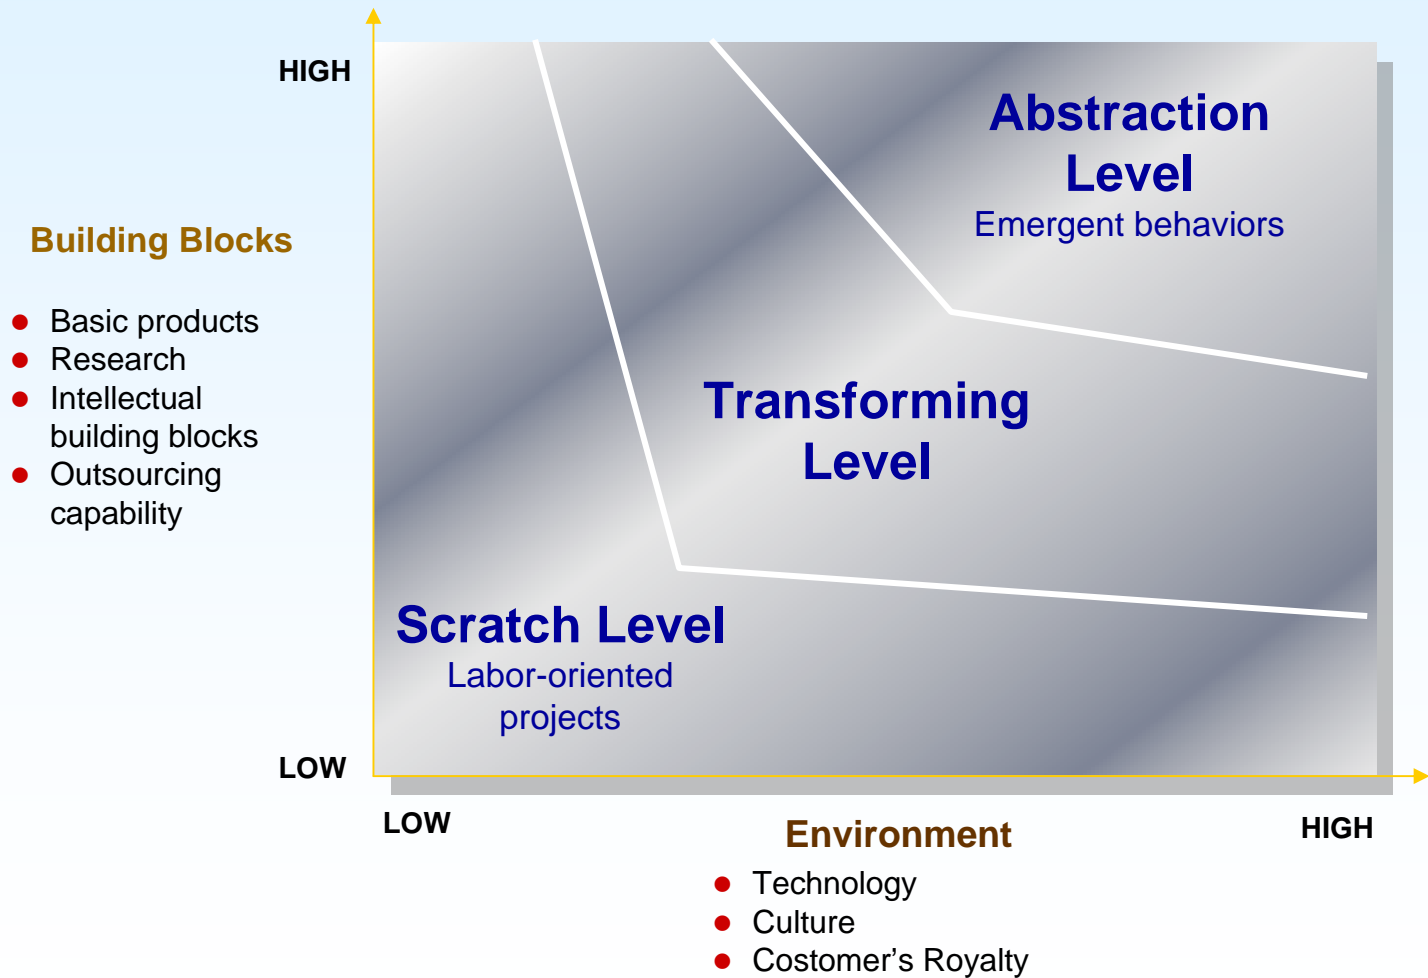 HIGH
Abstraction
Level
Emergent behaviors
Building Blocks
Basic products
Research
Intellectual
building blocks
Outsourcing
capability
Transforming
Level
Scratch Level
Labor-oriented
projects
LOW
LOW
Environment
HIGH
Technology
Culture
Costomer's Royalty